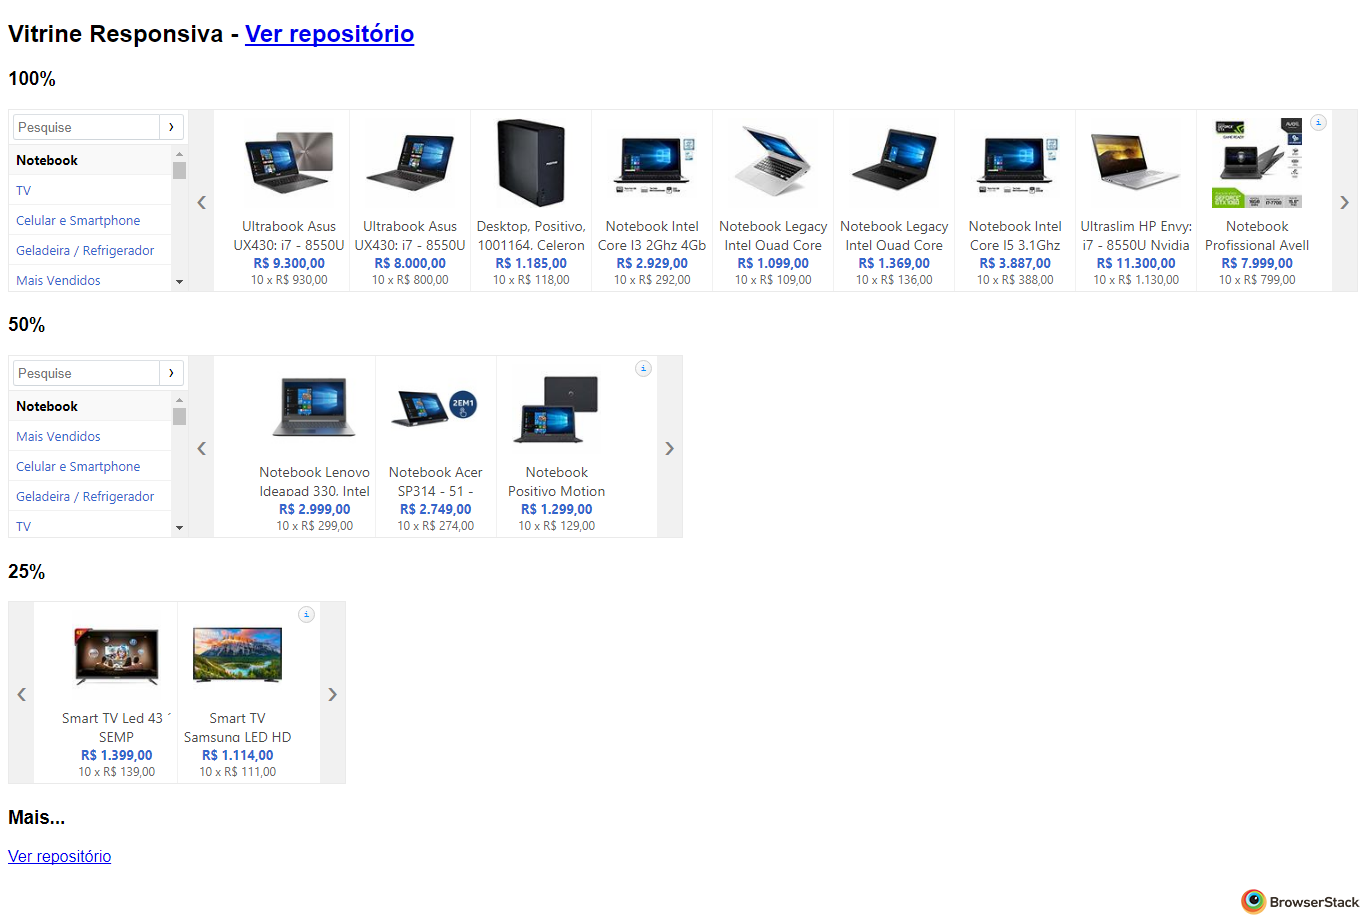 Vitrine Responsiva - Ver repositório
100%
Pesquise
Notebook
TV
Celular e Smartphone
Geladeira / Refrigerador
Mais Vendidos
Ultrabook Asus
UX430: i7 - 8550U
R$ 9.300,00
10 x R$ 930,00
Ultrabook Asus
UX430: i7 - 8550U
R$ 8.000,00
10 x R$ 800,00
Desktop, Positivo,
1001164, Celeron
R$ 1.185,00
10 x R$ 118,00
Notebook Intel
Core I3 2Ghz 4Gb
R$ 2.929,00
10 x R$ 292,00
Notebook Legacy
Intel Quad Core
R$ 1.099,00
10 x R$ 109,00
Notebook Legacy
Intel Quad Core
R$ 1.369,00
10 x R$ 136,00
Notebook Intel
Core I5 3.1Ghz
R$ 3.887,00
10 x R$ 388,00
Ultraslim HP Envy:
i7 - 8550U Nvidia
R$ 11.300,00
10 x R$ 1.130,00
Notebook
Profissional Avell
R$ 7.999,00
10 x R$ 799,00
50%
Pesquise
Notebook
Mais Vendidos
Celular e Smartphone
Geladeira / Refrigerador
TV
Notebook Lenovo
Ideapad 330, Intel
R$ 2.999,00
10 x R$ 299,00
2EM1
Notebook Acer
SP314 - 51 -
R$ 2.749,00
10 x R$ 274,00
Notebook
Positivo Motion
R$ 1.299,00
10 x R$ 129,00
25%
Smart TV Led 43 ´
SEMP
R$ 1.399,00
10 x R$ 139,00
Smart TV
Samsung LED HD
R$ 1.114,00
10 x R$ 111,00
Mais...
Ver repositório
BrowserStack